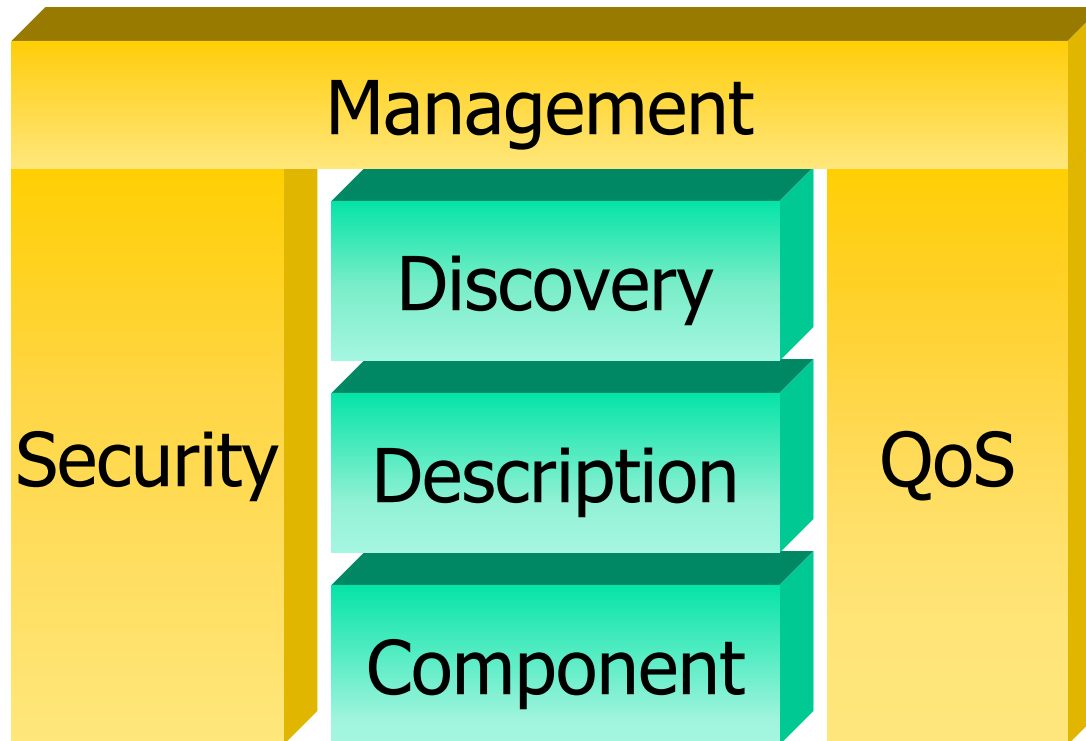 Management
Discovery
Security
Description
QoS
Component